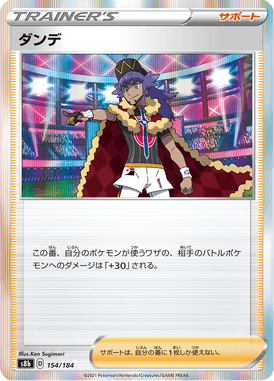 TRAINER'S サポート
ダンデ
この番、自分のポケモンが使うワザの、相手のバトルポケ
モンへのダメージは「+30」される。
Illus.Ken Sugimori
s8b D 154/184
©2021 Pokémon/Nintendo/Creatures/GAME FREAK.
サポートは、自分の番に1枚しか使えない。